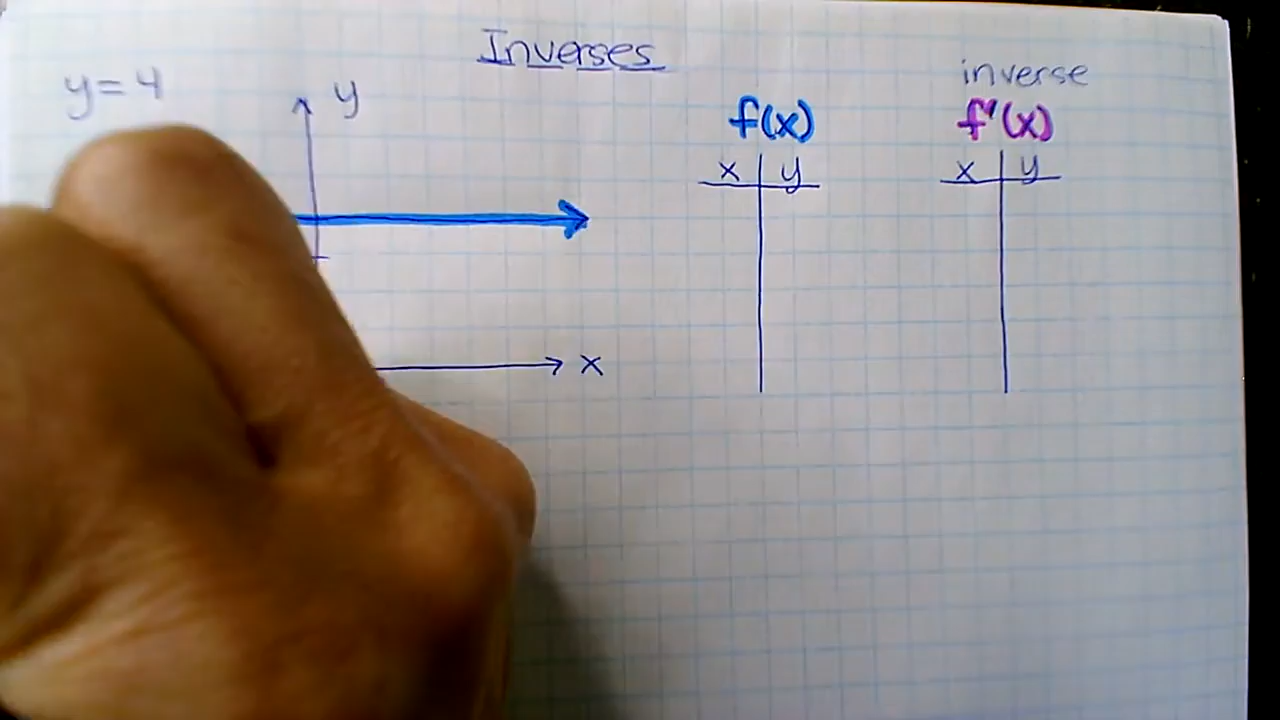 Inverses
y = 4
y
x
f(x)
x y
inverse
f'(x)
x y